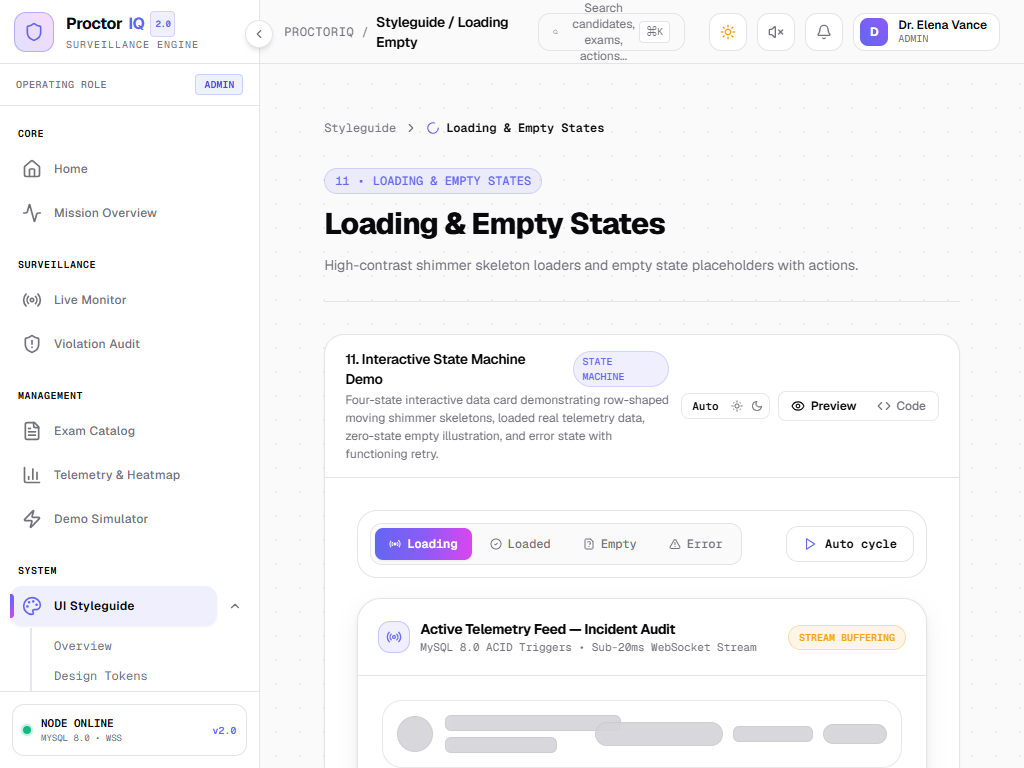 Proctor IQ 2.0
SURVEILLANCE ENGINE
OPERATING ROLE ADMIN
CORE
Home
Mission Overview
SURVEILLANCE
Live Monitor
Violation Audit
MANAGEMENT
Exam Catalog
Telemetry & Heatmap
Demo Simulator
SYSTEM
UI Styleguide
Overview
Design Tokens
NODE ONLINE
MYSQL 8.0 • WSS
v2.0
PROCTORIQ / Styleguide / Loading
Empty
Search
candidates,
exams,
actions…
⌘K
D
Dr. Elena Vance
ADMIN
Styleguide > Loading & Empty States
11 • LOADING & EMPTY STATES
Loading & Empty States
High-contrast shimmer skeleton loaders and empty state placeholders with actions.
11. Interactive State Machine
Demo
STATE
MACHINE
Four-state interactive data card demonstrating row-shaped
moving shimmer skeletons, loaded real telemetry data,
zero-state empty illustration, and error state with
functioning retry.
Auto
Preview
Code
Loading
Loaded
Empty
Error
Auto cycle
Active Telemetry Feed — Incident Audit
MySQL 8.0 ACID Triggers • Sub-20ms WebSocket Stream
STREAM BUFFERING